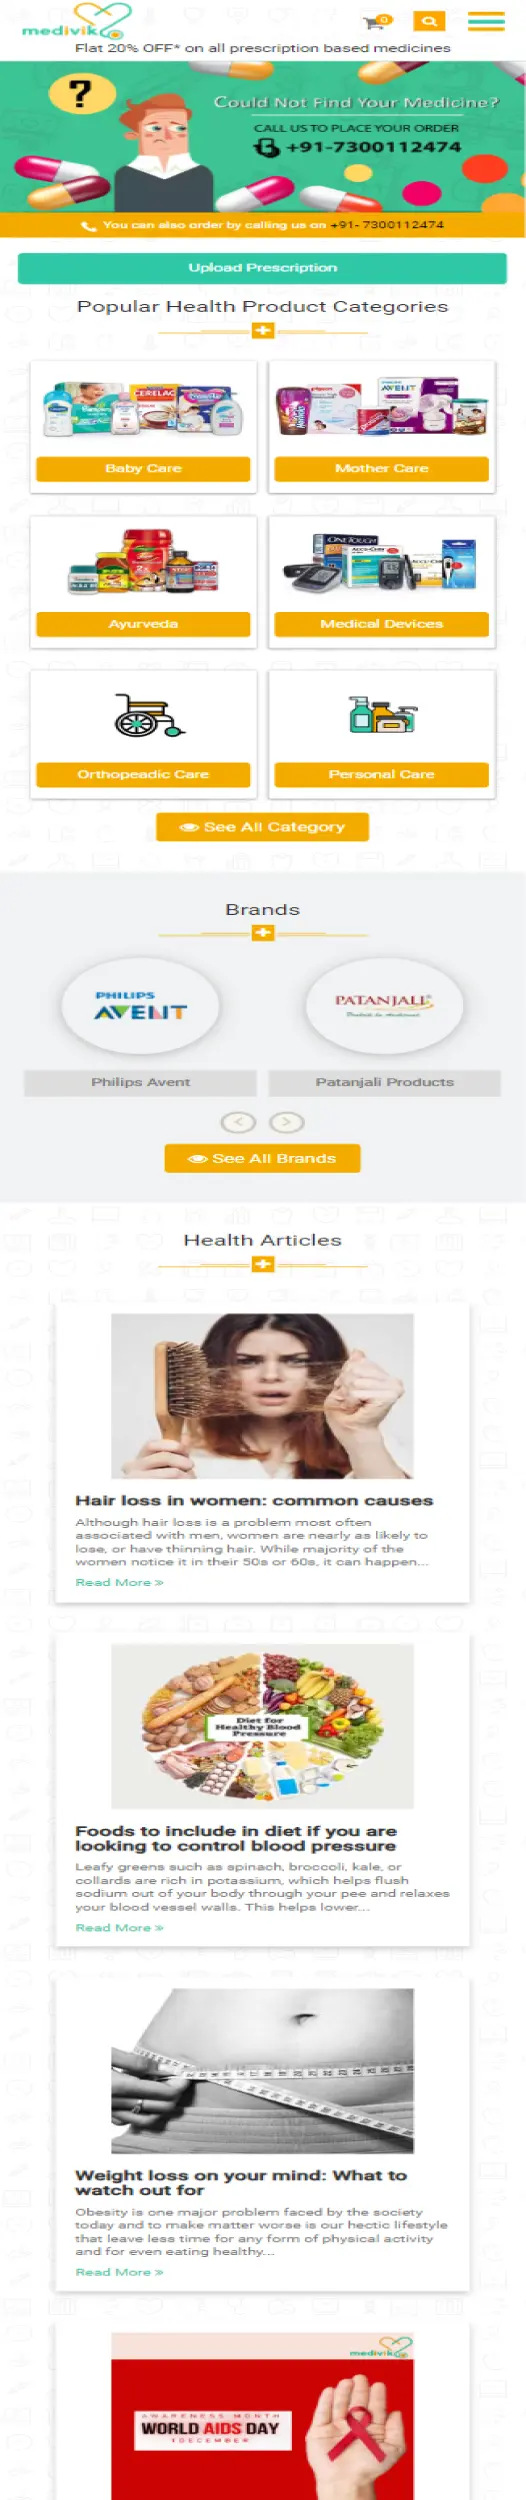 medivik
0
Flat 20% OFF* on all prescription based medicines
?
Could Not Find Your Medicine?
CALL US TO PLACE YOUR ORDER
+91-7300112474
You can also order by calling us on +91- 7300112474
Upload Prescription
Popular Health Product Categories
CERELAC
AVENT
Baby Care
Mother Care
ONETOUCH
ACCU-CHEK
Ayurveda
Medical Devices
Orthopeadic Care
Personal Care
See All Category
Brands
PHILIPS
AVENT
PATANJALI
Philips Avent
Patanjali Products
< >
See All Brands
Health Articles
Hair loss in women: common causes
Although hair loss is a problem most often
associated with men, women are nearly as likely to
lose, or have thinning hair. While majority of the
women notice it in their 50s or 60s, it can happen...
Read More »
Diet for
Healthy Blood
Pressure
Foods to include in diet if you are
looking to control blood pressure
Leafy greens such as spinach, broccoli, kale, or
collards are rich in potassium, which helps flush
sodium out of your body through your pee and relaxes
your blood vessel walls. This helps lower...
Read More »
Weight loss on your mind: What to
watch out for
Obesity is one major problem faced by the society
today and to make matter worse is our hectic lifestyle
that leave less time for any form of physical activity
and for even eating healthy...
Read More »
medivik
AWARENESS MONTH
WORLD AIDS DAY
1DECEMBER